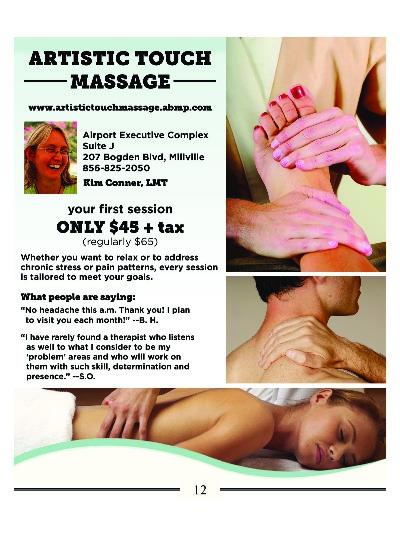 ARTISTIC TOUCH
MASSAGE
www.artistictouchmassage.abmp.com
Airport Executive Complex
Suite J
207 Bogden Blvd, Millville
856-825-2050
Kim Conner, LMT
your first session
ONLY $45 + tax
(regularly $65)
Whether you want to relax or to address
chronic stress or pain patterns, every session
is tailored to meet your goals.
What people are saying:
"No headache this a.m. Thank you! I plan
to visit you each month!" --B. H.
"I have rarely found a therapist who listens
as well to what I consider to be my
'problem' areas and who will work on
them with such skill, determination and
presence." --S.O.
12